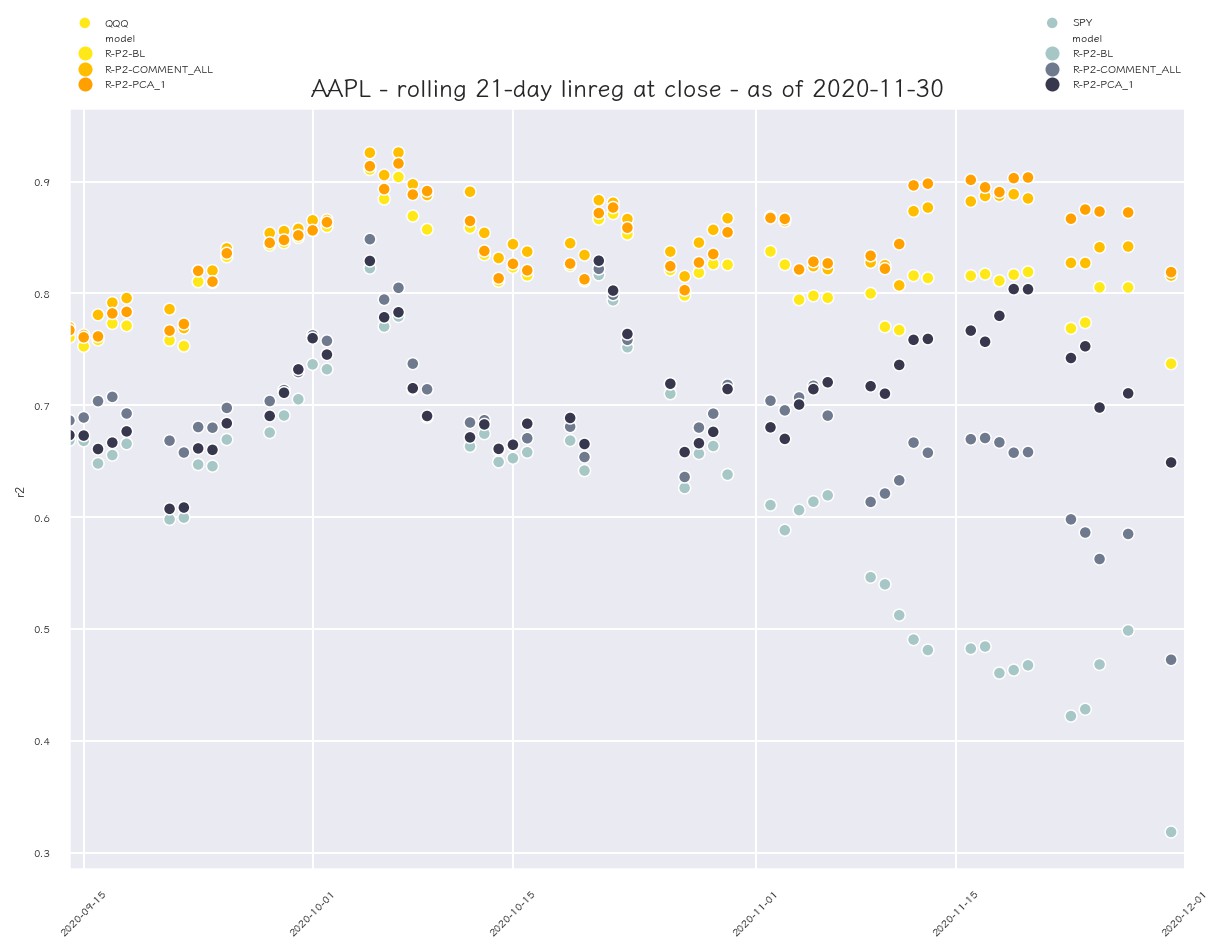 QQQ
model
R-P2-BL
R-P2-COMMENT_ALL
R-P2-PCA_1
SPY
model
R-P2-BL
R-P2-COMMENT_ALL
R-P2-PCA_1
AAPL - rolling 21-day linreg at close - as of 2020-11-30
0.9
0.8
0.7
0.6
0.5
0.4
0.3
r2
2020-09-15
2020-10-01
2020-10-15
2020-11-01
2020-11-15
2020-12-01